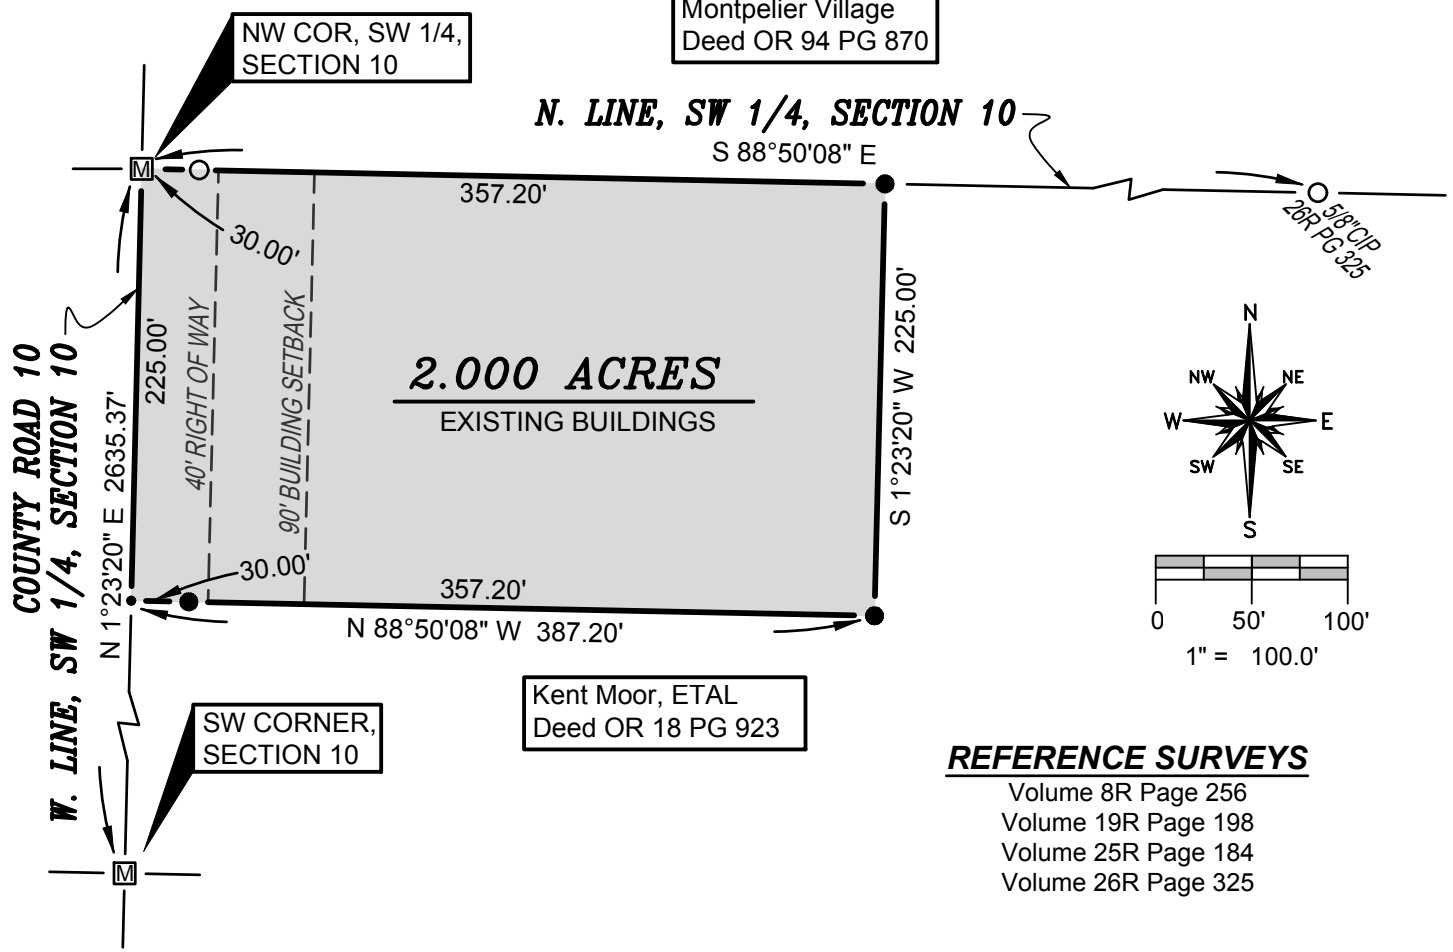 Montpelier Village
Deed OR 94 PG 870
NW COR, SW 1/4,
SECTION 10
N. LINE, SW 1/4, SECTION 10
S 88°50'08" E
M
357.20'
30.00'
5/8"CIP
26R PG 325
COUNTY ROAD 10
W. LINE, SW 1/4, SECTION 10
N 1°23'20" E 2635.37'
225.00'
40' RIGHT OF WAY
90' BUILDING SETBACK
2.000 ACRES
EXISTING BUILDINGS
S 1°23'20" W 225.00'
N
NW
NE
W
E
SW
SE
S
30.00'
357.20'
N 88°50'08" W 387.20'
0 50' 100'
1" = 100.0'
Kent Moor, ETAL
Deed OR 18 PG 923
SW CORNER,
SECTION 10
M
REFERENCE SURVEYS
Volume 8R Page 256
Volume 19R Page 198
Volume 25R Page 184
Volume 26R Page 325